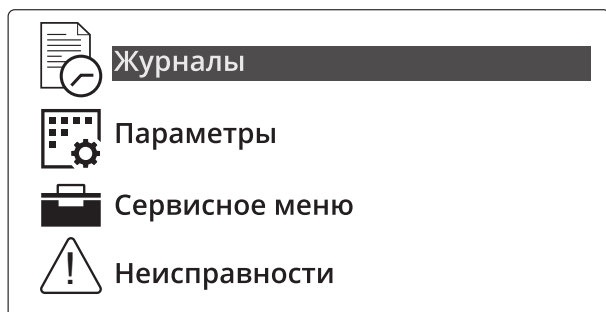 Журналы
Параметры
Сервисное меню
Неисправности